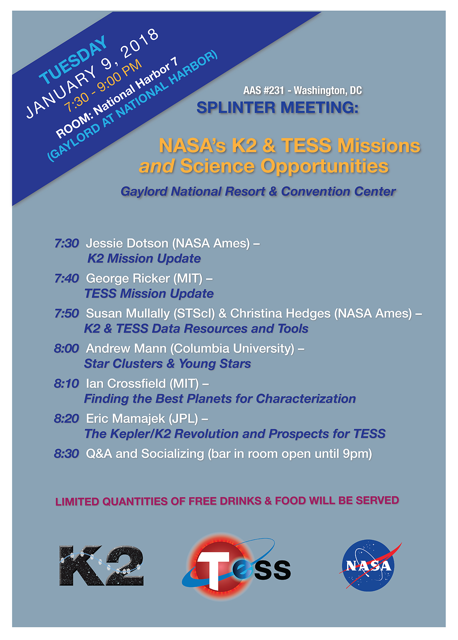 TUESDAY
JANUARY 9, 2018
7:30 - 9:00 PM
ROOM: National Harbor 7
(GAYLORD AT NATIONAL HARBOR)
AAS #231 - Washington, DC
SPLINTER MEETING:
NASA's K2 & TESS Missions
and Science Opportunities
Gaylord National Resort & Convention Center
7:30 Jessie Dotson (NASA Ames) –
K2 Mission Update
7:40 George Ricker (MIT) –
TESS Mission Update
7:50 Susan Mullally (STScI) & Christina Hedges (NASA Ames) –
K2 & TESS Data Resources and Tools
8:00 Andrew Mann (Columbia University) –
Star Clusters & Young Stars
8:10 Ian Crossfield (MIT) –
Finding the Best Planets for Characterization
8:20 Eric Mamajek (JPL) –
The Kepler/K2 Revolution and Prospects for TESS
8:30 Q&A and Socializing (bar in room open until 9pm)
LIMITED QUANTITIES OF FREE DRINKS & FOOD WILL BE SERVED
K2
Tess
NASA